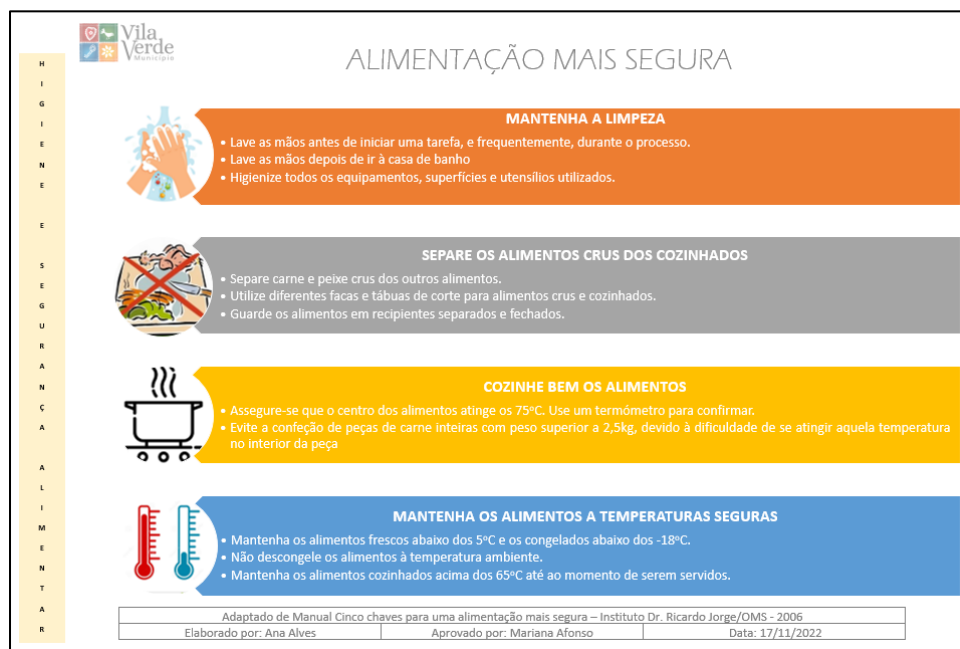 Vila
Verde
Município
ALIMENTAÇÃO MAIS SEGURA
HIGIENE E SEGURANÇA ALIMENTAR
MANTENHA A LIMPEZA
• Lave as mãos antes de iniciar uma tarefa, e frequentemente, durante o processo.
• Lave as mãos depois de ir à casa de banho
• Higienize todos os equipamentos, superfícies e utensílios utilizados.
SEPARE OS ALIMENTOS CRUS DOS COZINHADOS
• Separe carne e peixe crus dos outros alimentos.
• Utilize diferentes facas e tábuas de corte para alimentos crus e cozinhados.
• Guarde os alimentos em recipientes separados e fechados.
COZINHE BEM OS ALIMENTOS
• Assegure-se que o centro dos alimentos atinge os 75ºC. Use um termómetro para confirmar.
• Evite a confeção de peças de carne inteiras com peso superior a 2,5kg, devido à dificuldade de se atingir aquela temperatura
no interior da peça
MANTENHA OS ALIMENTOS A TEMPERATURAS SEGURAS
• Mantenha os alimentos frescos abaixo dos 5ºC e os congelados abaixo dos -18ºC.
• Não descongele os alimentos à temperatura ambiente.
• Mantenha os alimentos cozinhados acima dos 65ºC até ao momento de serem servidos.
Adaptado de Manual Cinco chaves para uma alimentação mais segura – Instituto Dr. Ricardo Jorge/OMS - 2006
Elaborado por: Ana Alves
Aprovado por: Mariana Afonso
Data: 17/11/2022